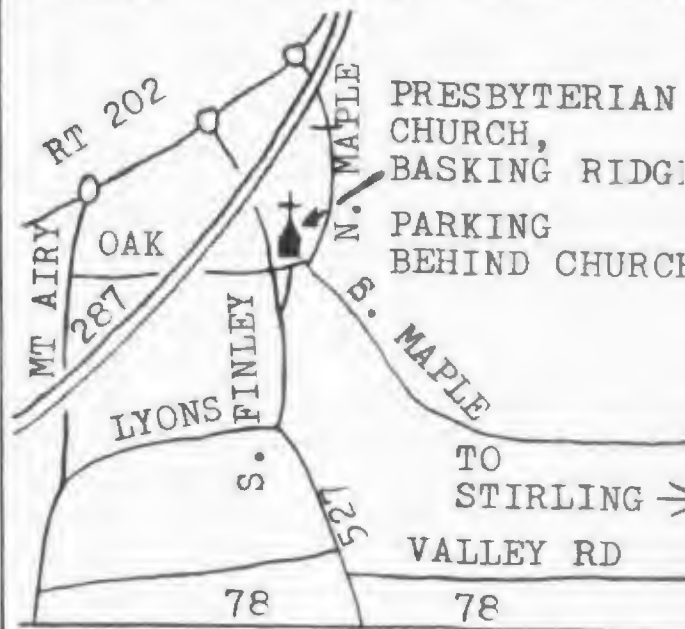 RT 202
N. MAPLE
PRESBYTERIAN
CHURCH,
BASKING RIDGE
PARKING
BEHIND CHURCH
OAK
MT AIRY
287
S. MAPLE
S. FINLEY
LYONS
TO
STIRLING
527
VALLEY RD
78
78